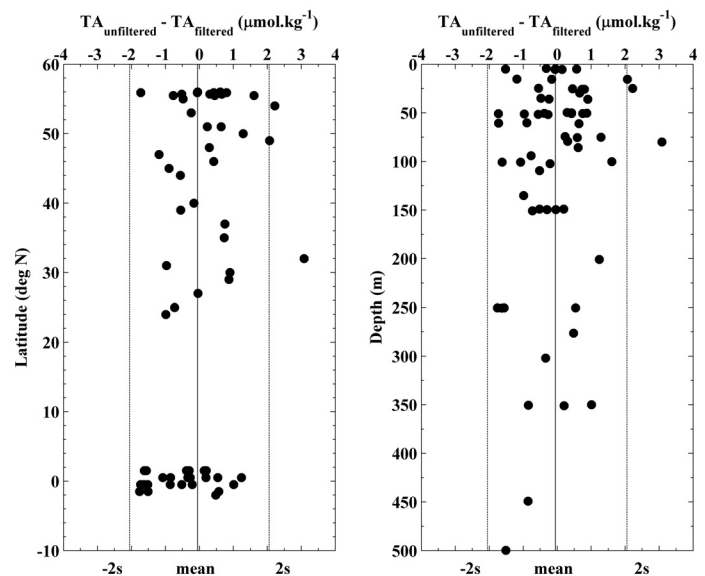 TAunfiltered - TAfiltered (μmol.kg-1)
-4 -3 -2 -1 0 1 2 3 4
60
50
40
30
20
10
0
-10
Latitude (deg N)
-2s mean 2s
TAunfiltered - TAfiltered (μmol.kg-1)
-4 -3 -2 -1 0 1 2 3 4
0
50
100
150
200
250
300
350
400
450
500
Depth (m)
-2s mean 2s